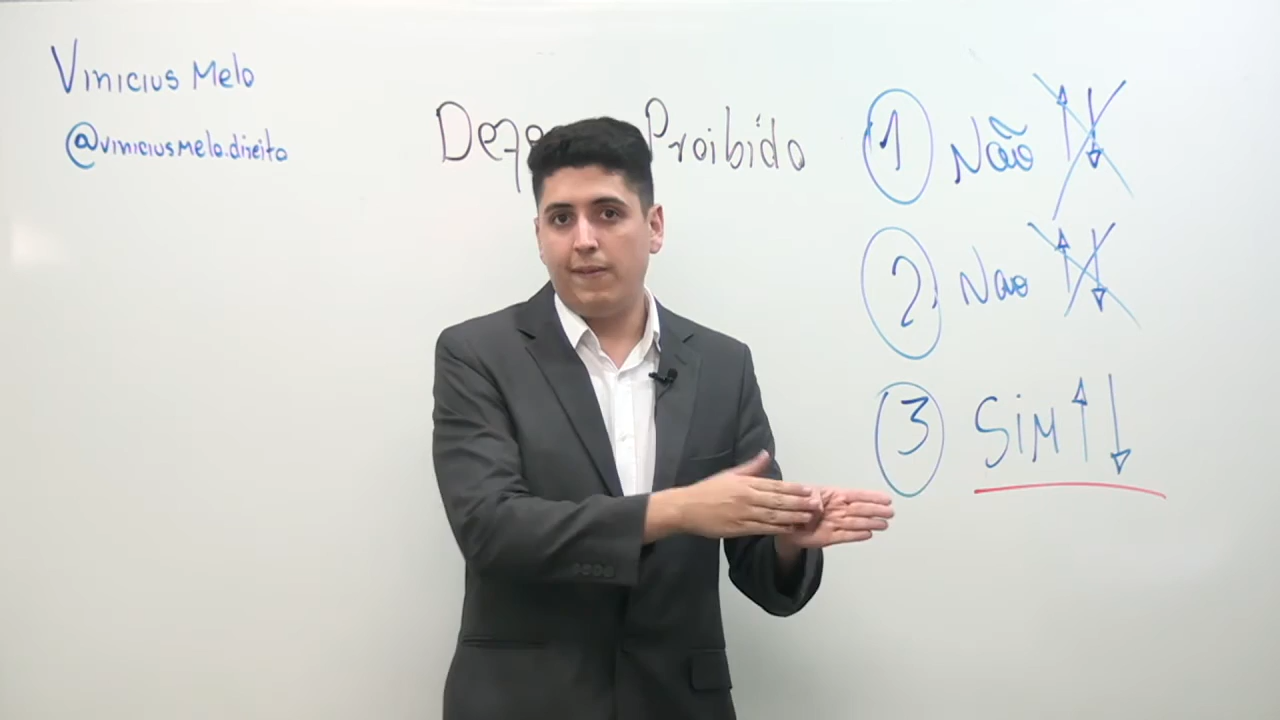 Vinicius Melo
@viniciusmelo.direito
Proibido
1 Não
2 Nao
3 Sim